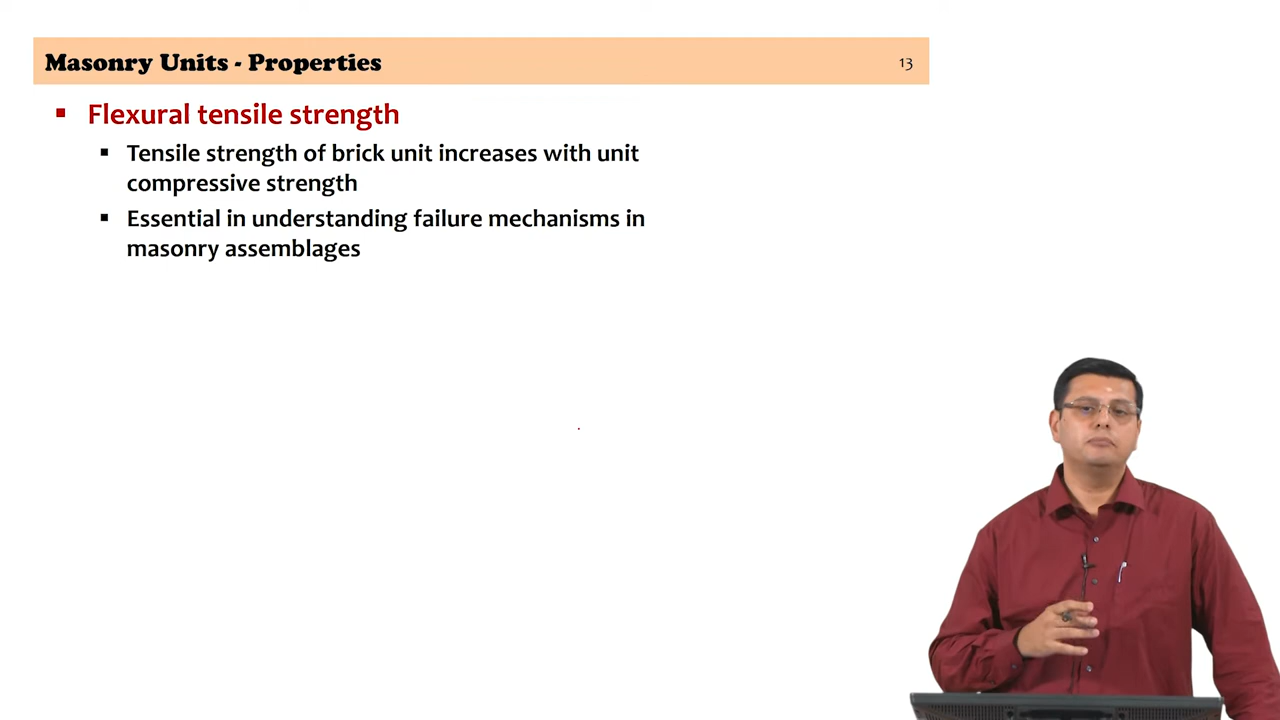 Masonry Units - Properties
13
Flexural tensile strength
Tensile strength of brick unit increases with unit
compressive strength
Essential in understanding failure mechanisms in
masonry assemblages